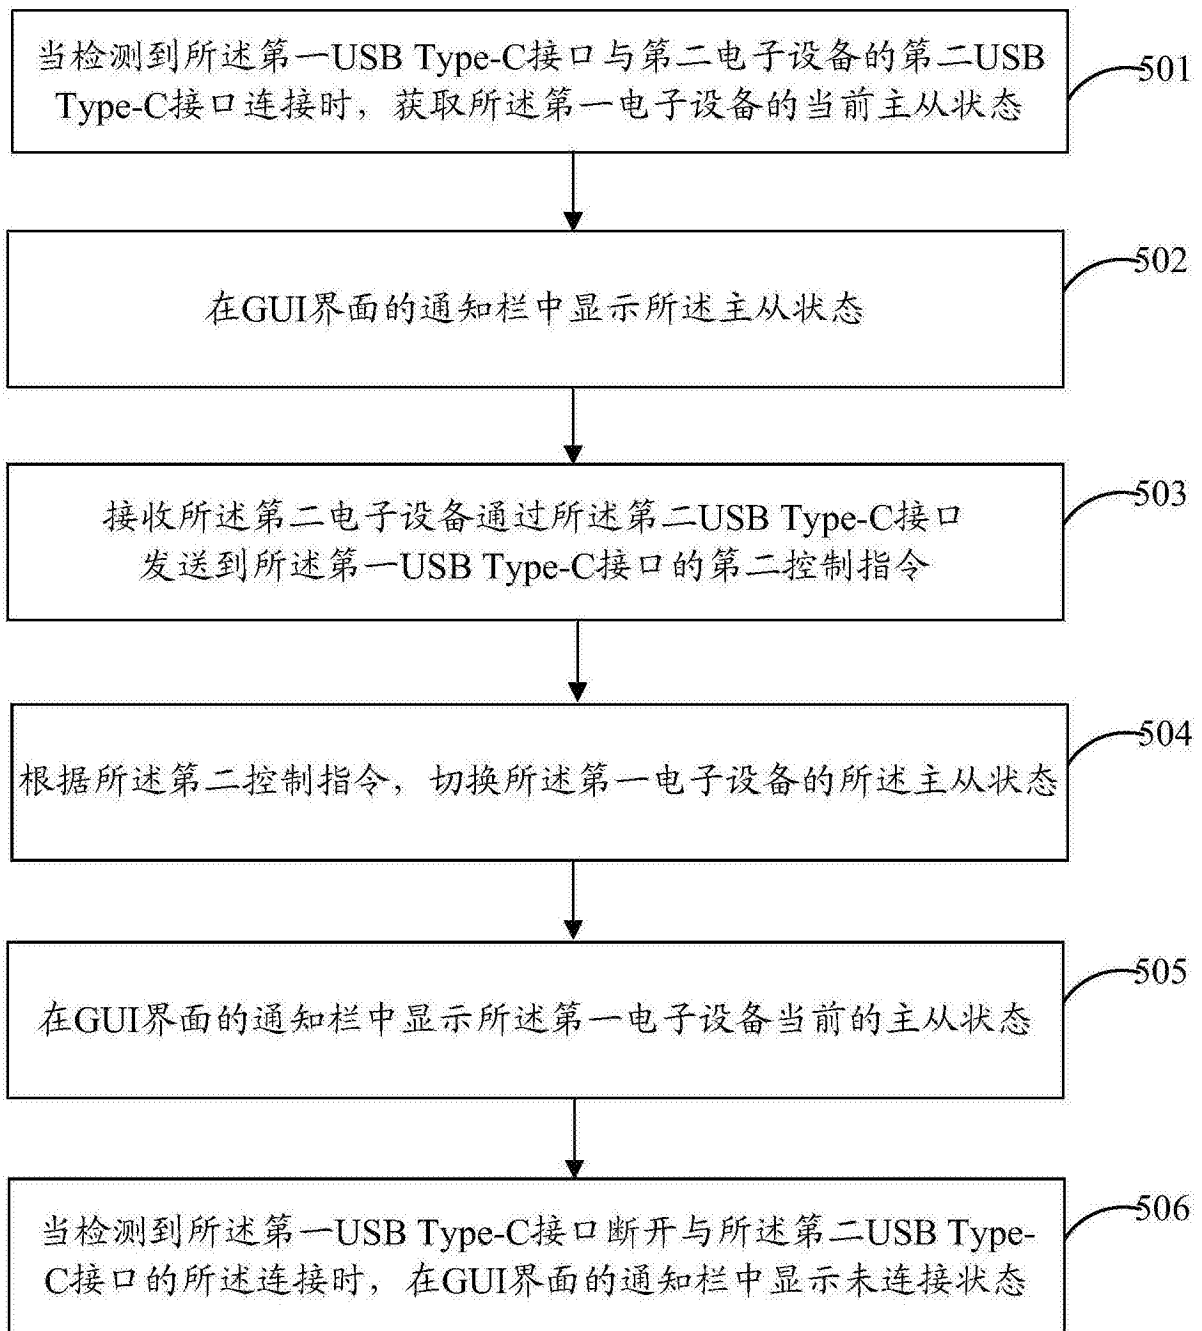 当检测到所述第一USB Type-C接口与第二电子设备的第二USB
Type-C接口连接时，获取所述第一电子设备的当前主从状态
501
在GUI界面的通知栏中显示所述主从状态
502
接收所述第二电子设备通过所述第二USB Type-C接口
发送到所述第一USB Type-C接口的第二控制指令
503
根据所述第二控制指令，切换所述第一电子设备的所述主从状态
504
在GUI界面的通知栏中显示所述第一电子设备当前的主从状态
505
当检测到所述第一USB Type-C接口断开与所述第二USB Type-
C接口的所述连接时，在GUI界面的通知栏中显示未连接状态
506